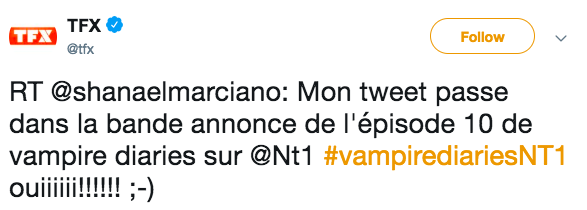 TFX
TFX
@tfx
Follow
RT @shanaelmarciano: Mon tweet passe
dans la bande annonce de l'épisode 10 de
vampire diaries sur @Nt1 #vampirediariesNT1
ouiiiiii!!!!!! ;-)